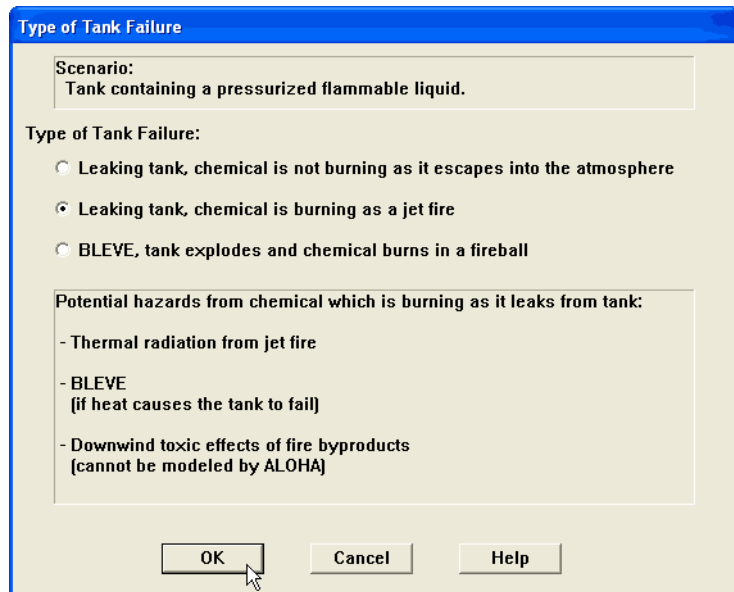 Type of Tank Failure
Scenario:
Tank containing a pressurized flammable liquid.
Type of Tank Failure:
Leaking tank, chemical is not burning as it escapes into the atmosphere
Leaking tank, chemical is burning as a jet fire
BLEVE, tank explodes and chemical burns in a fireball
Potential hazards from chemical which is burning as it leaks from tank:
- Thermal radiation from jet fire
- BLEVE
(if heat causes the tank to fail)
- Downwind toxic effects of fire byproducts
(cannot be modeled by ALOHA)
OK Cancel Help